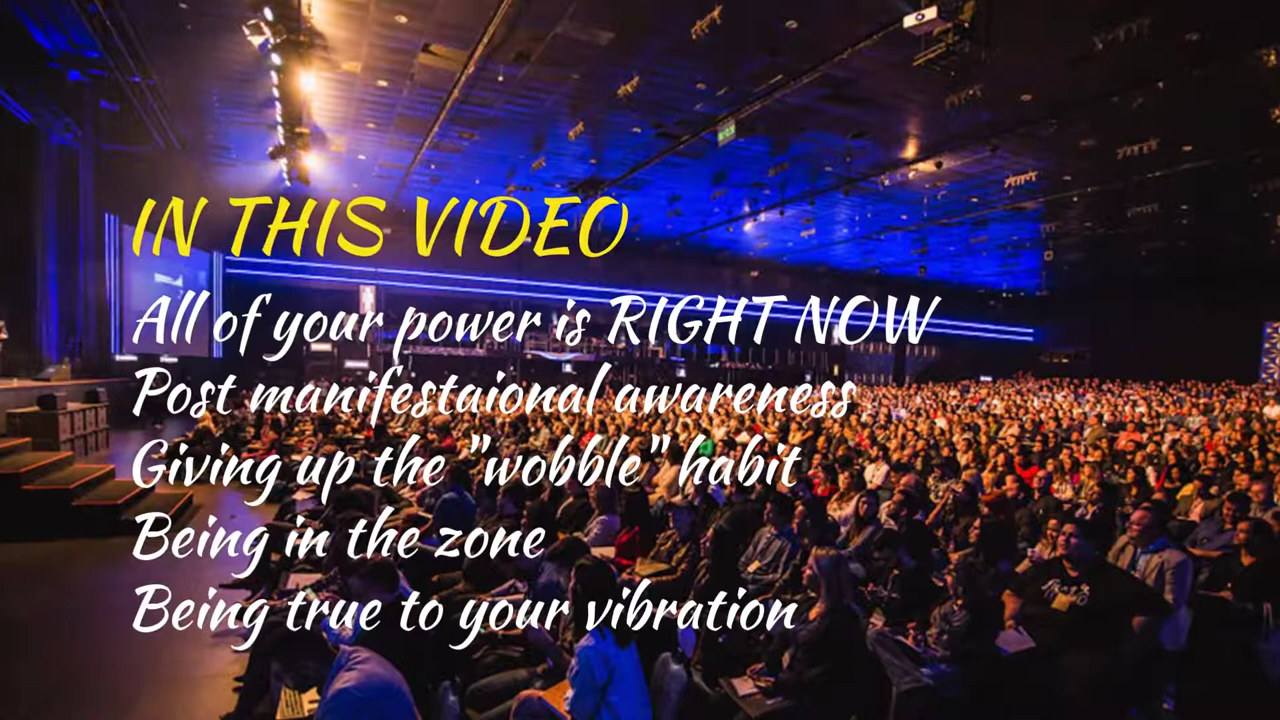 IN THIS VIDEO
All of your power is RIGHT NOW
Post manifestaional awareness
Giving up the "wobble" habit
Being in the zone
Being true to your vibration